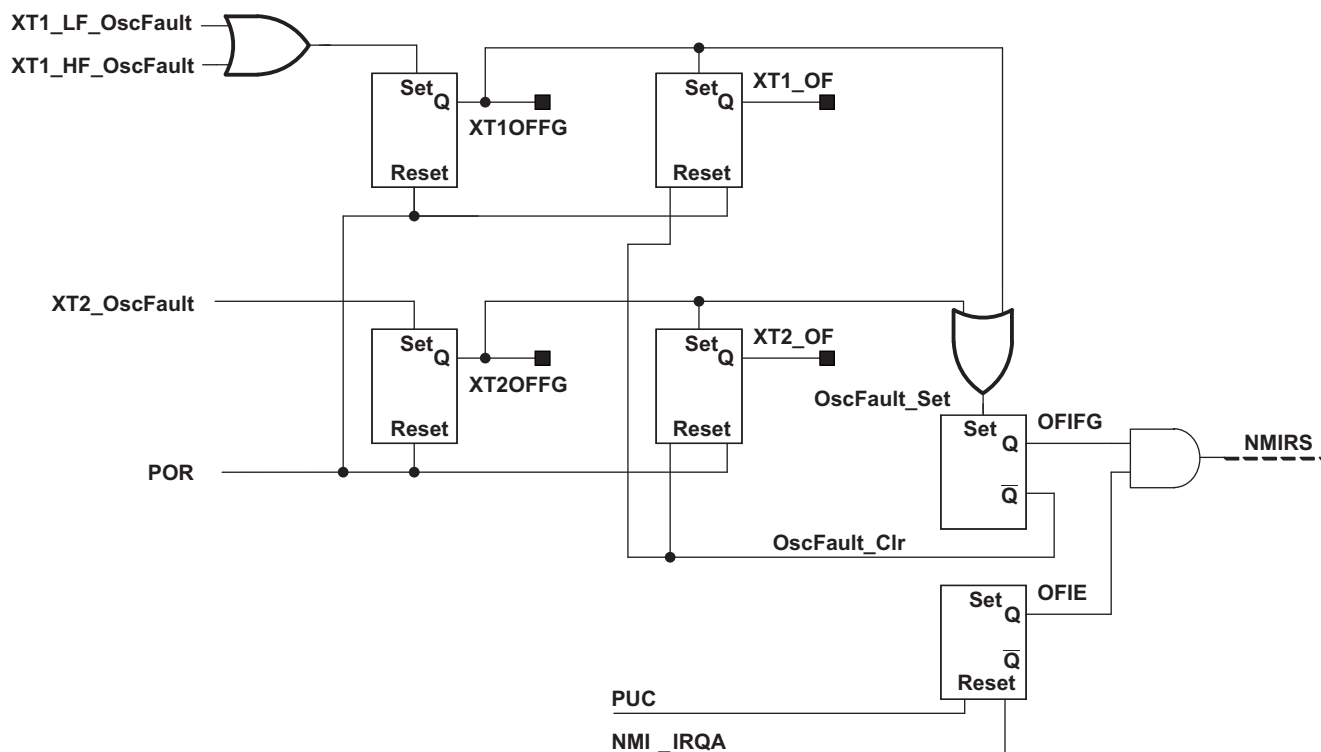 XT1_LF_OscFault
XT1_HF_OscFault
Set
Q
XT1OFFG
Reset
Set
Q
XT1_OF
Reset
XT2_OscFault
Set
Q
XT2OFFG
Reset
Set
Q
XT2_OF
Reset
POR
OscFault_Set
Set
Q
OFIFG
Q
NMIRS
OscFault_Clr
Set
Q
OFIE
Q
Reset
PUC
NMI _IRQA